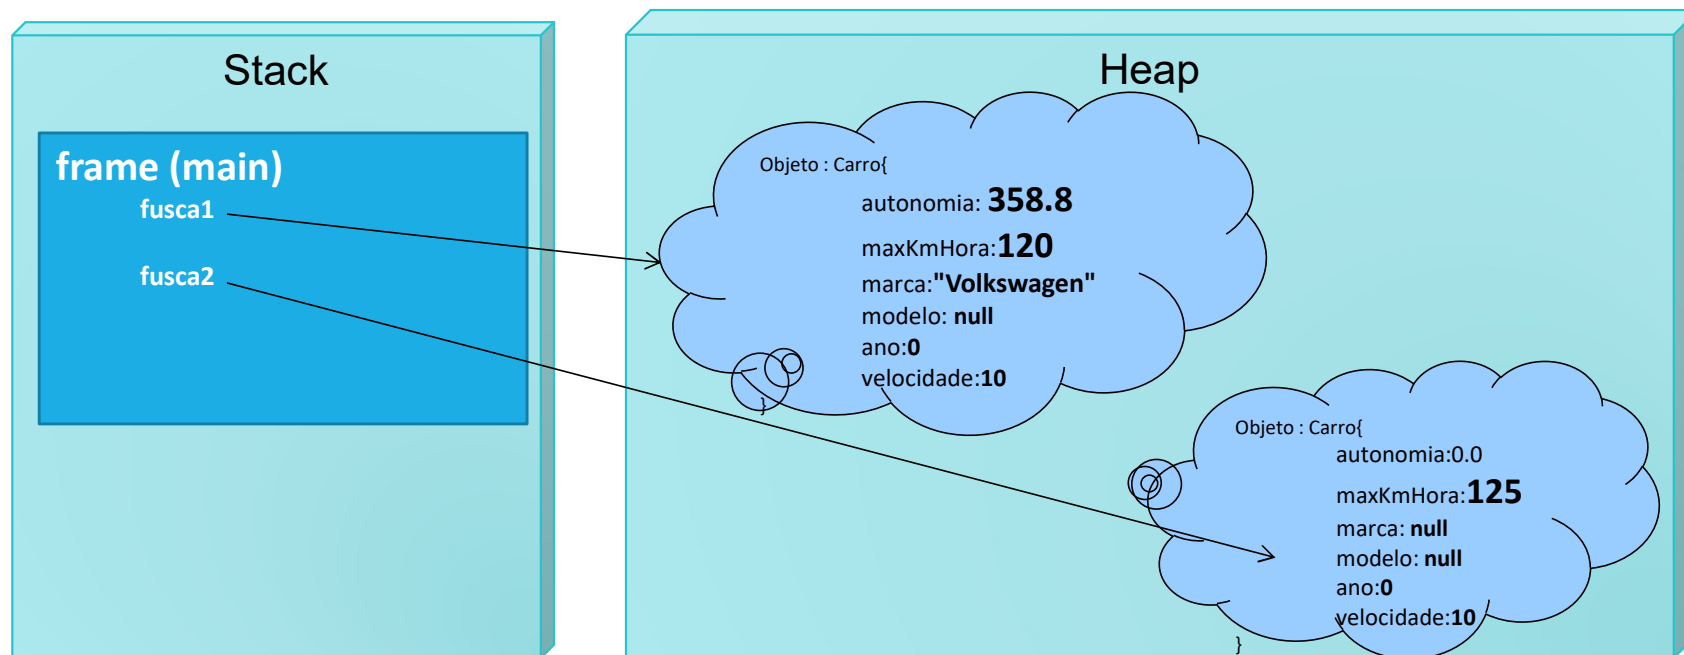 Stack
frame (main)
fusca1
fusca2
Heap
Objeto : Carro{
autonomia: 358.8
maxKmHora:120
marca:"Volkswagen"
modelo: null
ano:0
velocidade:10
}
Objeto : Carro{
autonomia:0.0
maxKmHora:125
marca: null
modelo: null
ano:0
velocidade:10
}